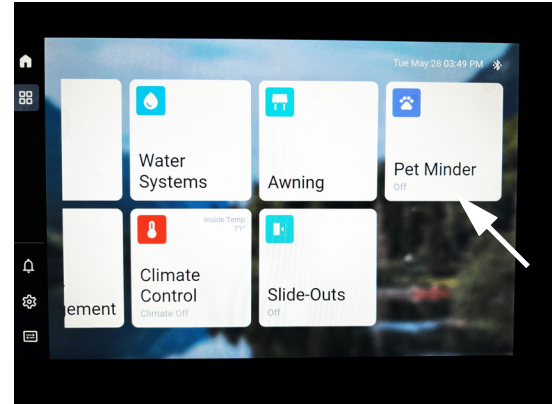 Tue May 28 03:49 PM
Water
Systems
Awning
Pet Minder
Off
Inside Temp
71°
Climate
Control
Climate Off
Slide-Outs
Off
ement